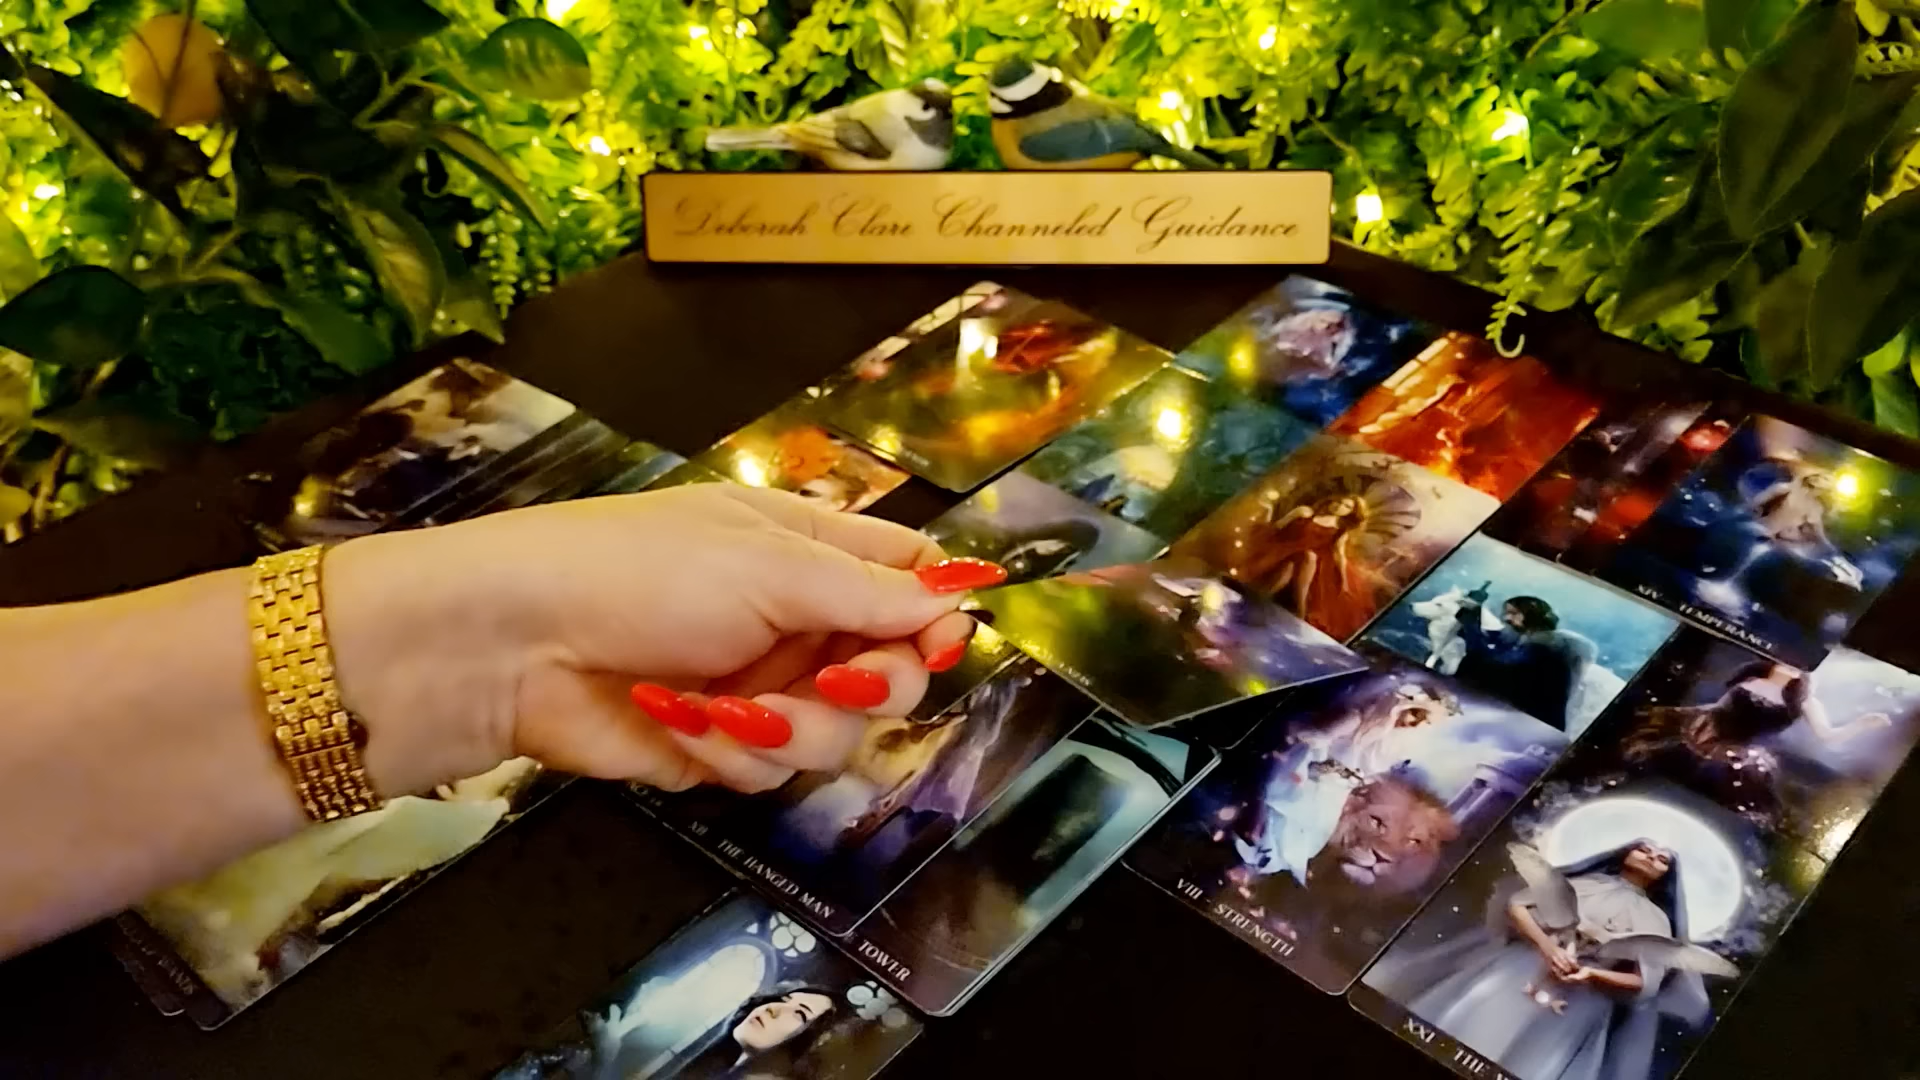 Deborah Clare Channeled Guidance
XIV · TEMPERANCE
XII · THE HANGED MAN
TOWER
VIII · STRENGTH
XXI · THE